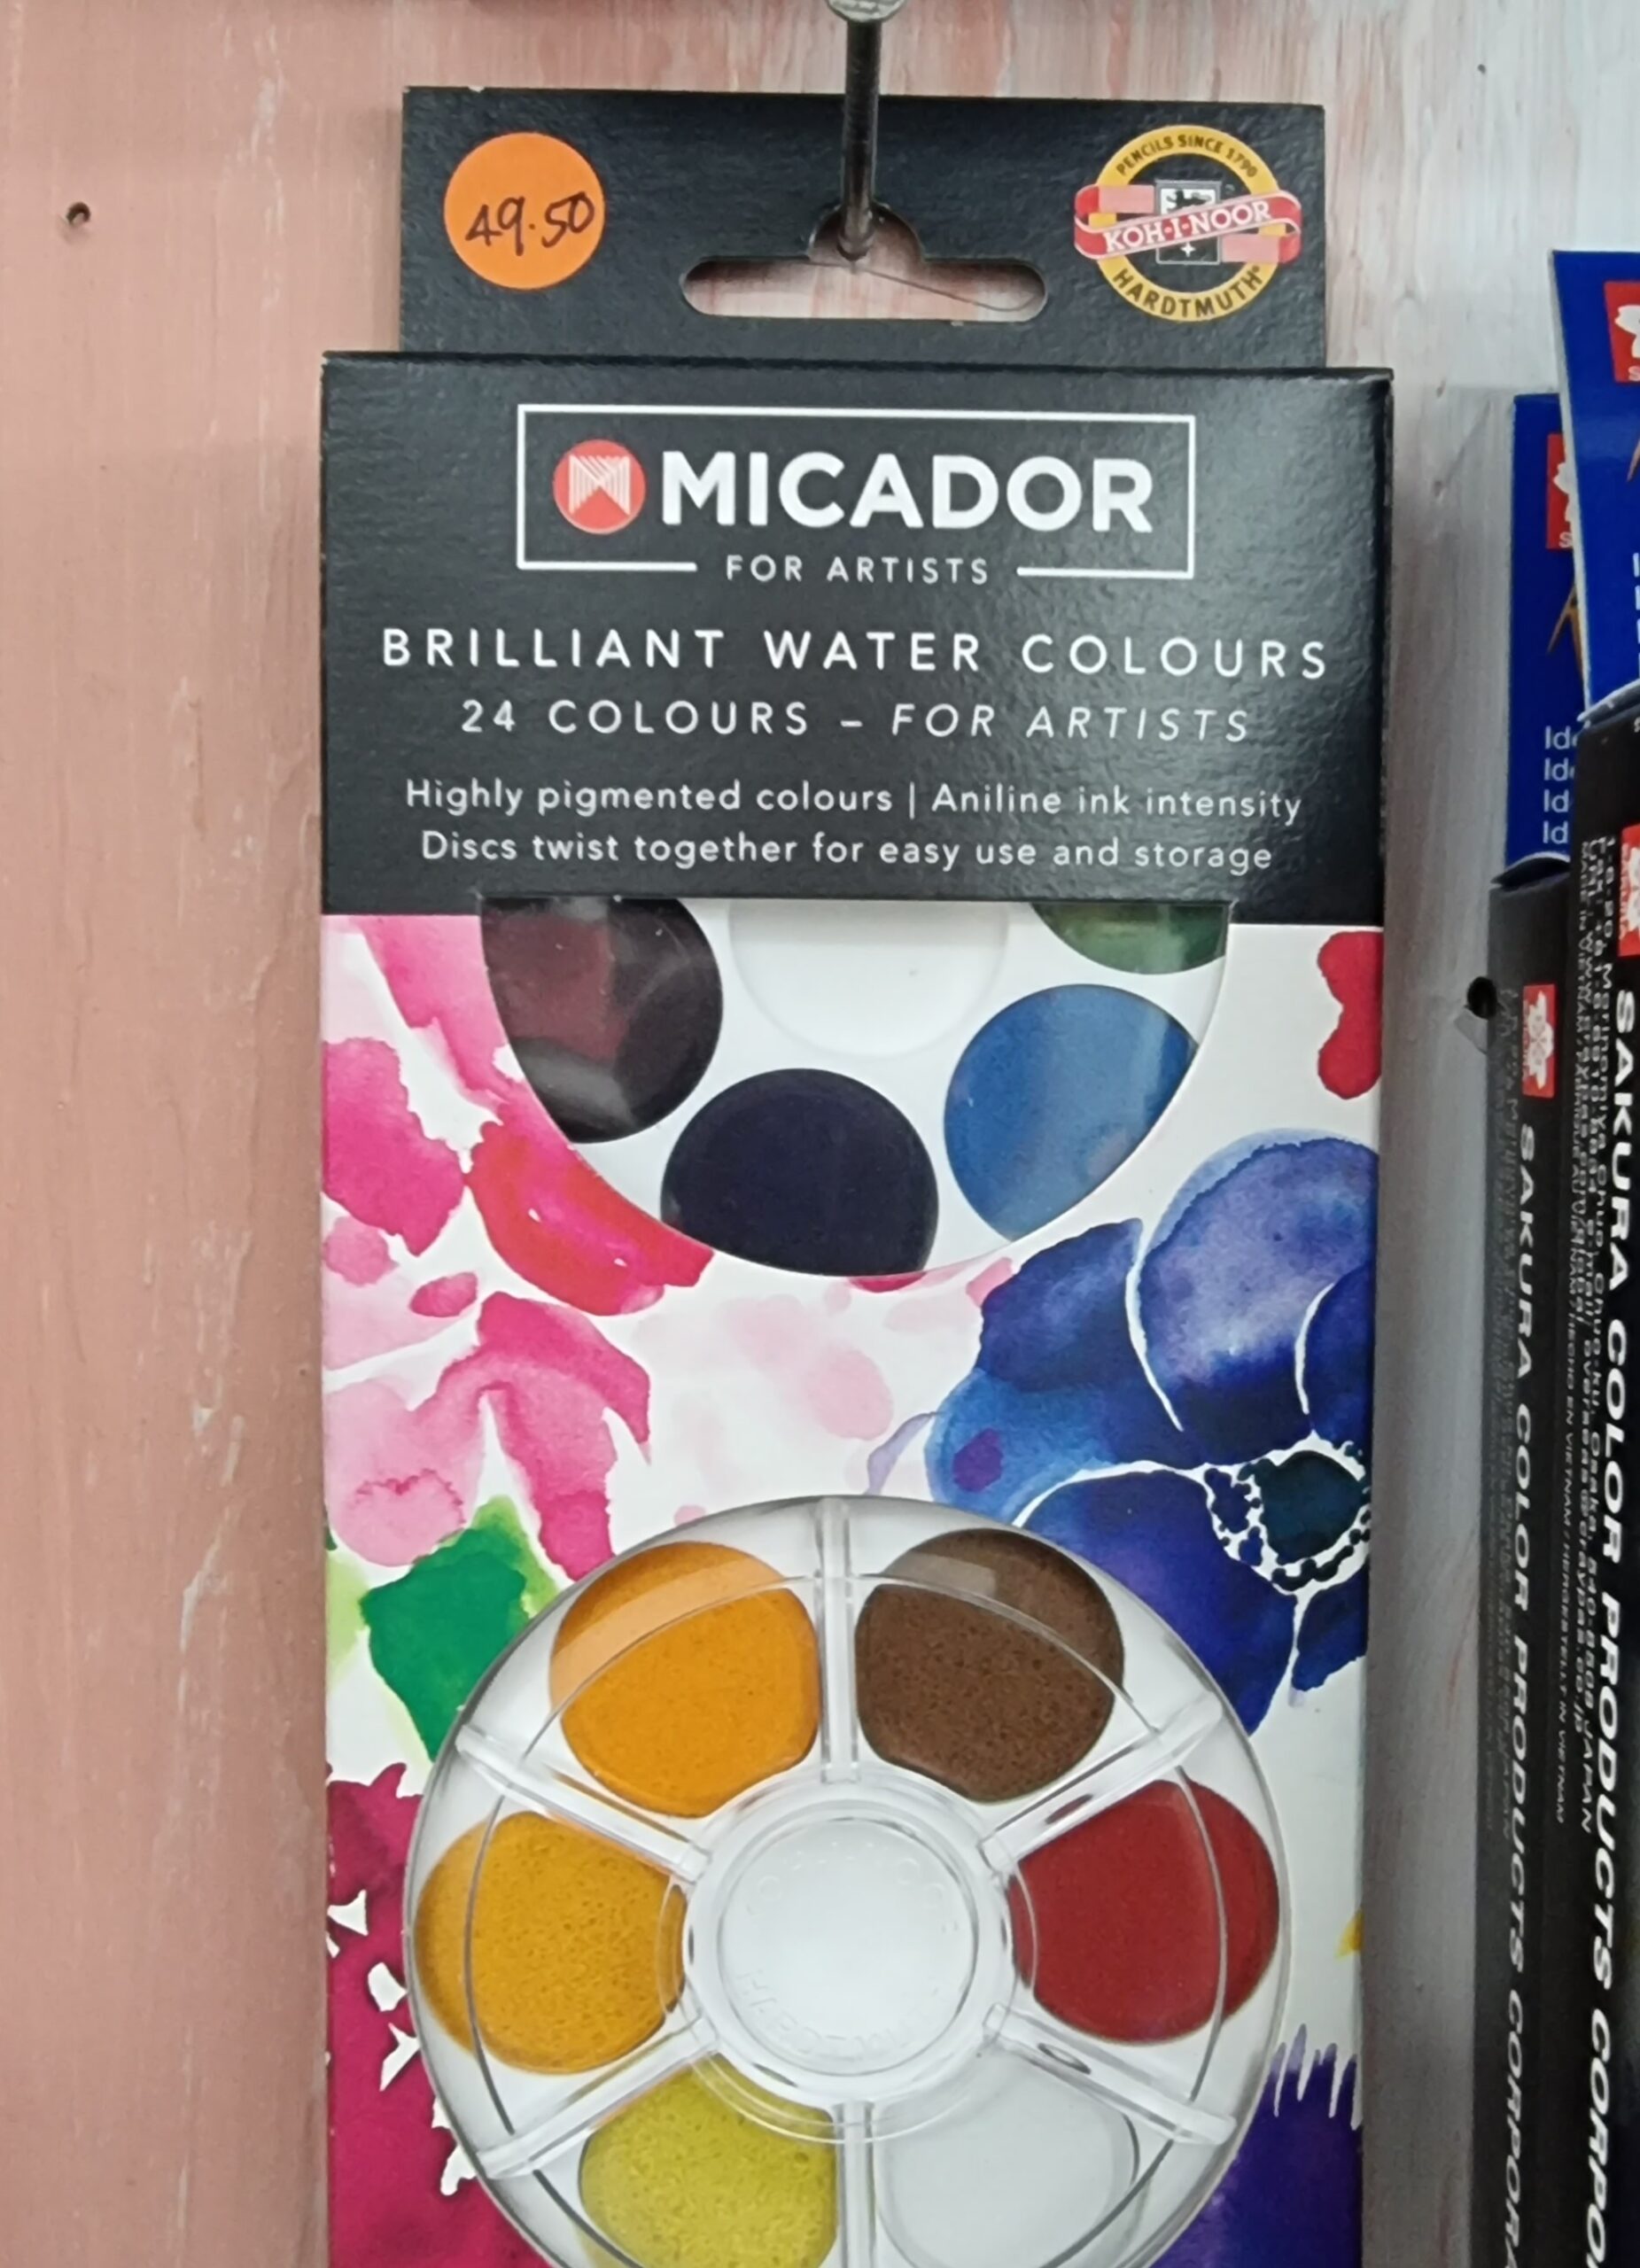 49.50
PENCILS SINCE 1790
KOH-I-NOOR
HARDTMUTH
MICADOR
FOR ARTISTS
BRILLIANT WATER COLOURS
24 COLOURS – FOR ARTISTS
Highly pigmented colours | Aniline ink intensity
Discs twist together for easy use and storage
SAKURA COLOR PRODUCTS CORPORA
SAKURA COLOR PRODUCTS CORPO